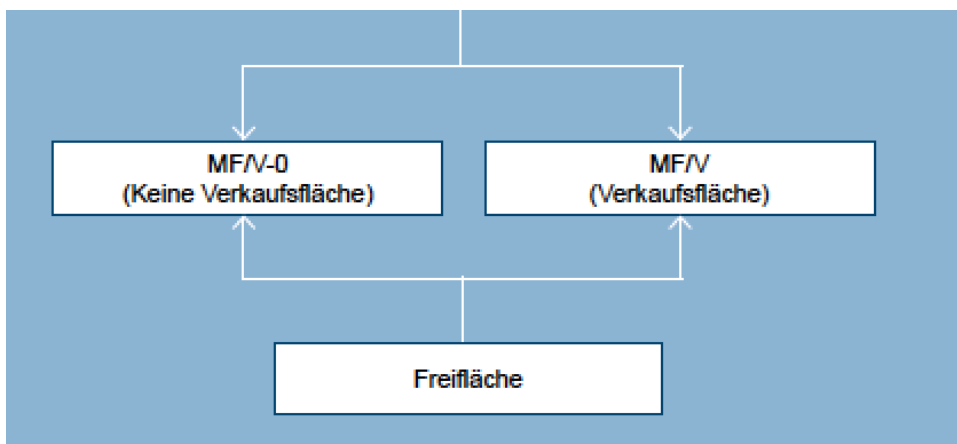 MF/V-0
(Keine Verkaufsfläche)
MF/V
(Verkaufsfläche)
Freifläche